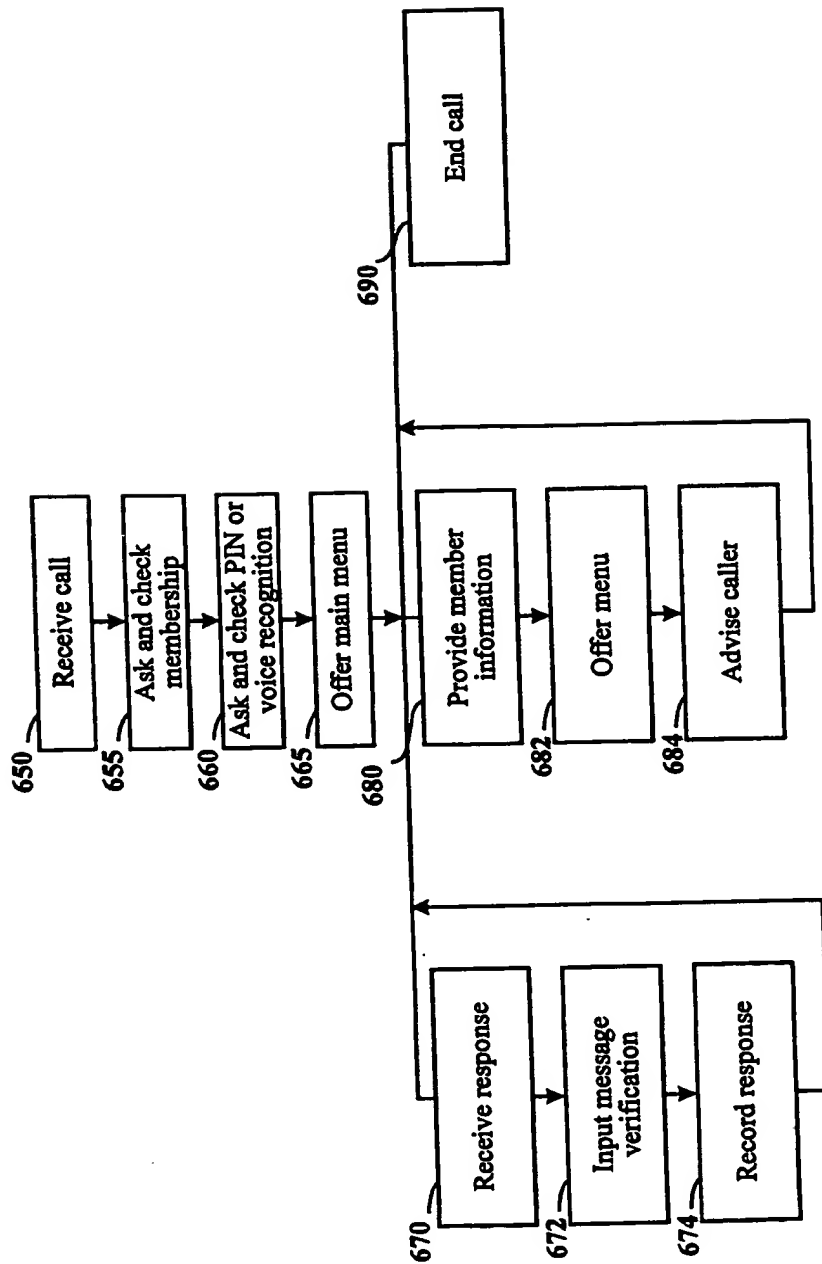 650
Receive call
655
Ask and check
membership
660
Ask and check PIN or
voice recognition
665
Offer main menu
670
Receive response
672
Input message
verification
674
Record response
680
Provide member
information
682
Offer menu
684
Advise caller
690
End call